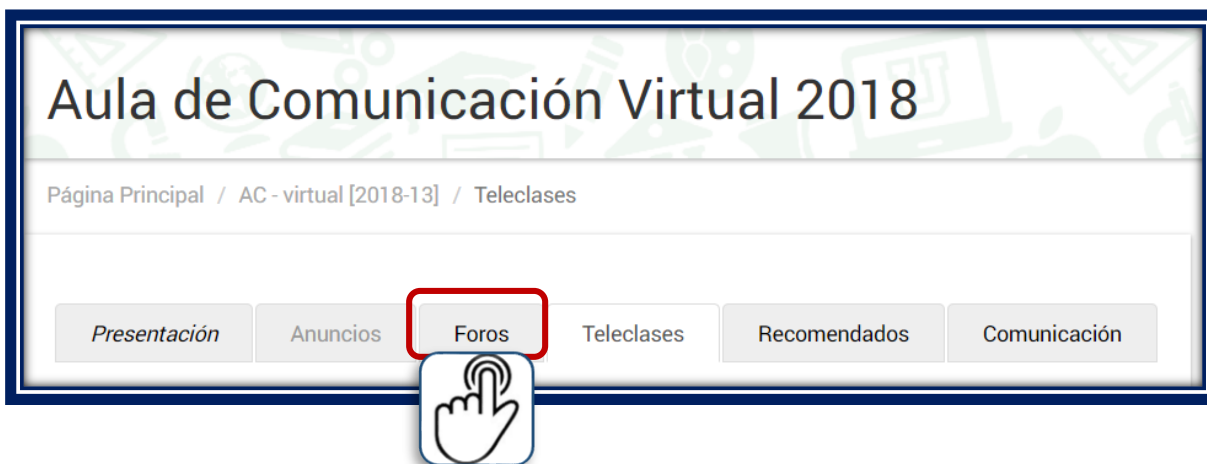 Aula de Comunicación Virtual 2018
Página Principal / AC - virtual [2018-13] / Teleclases
Presentación Anuncios Foros Teleclases Recomendados Comunicación